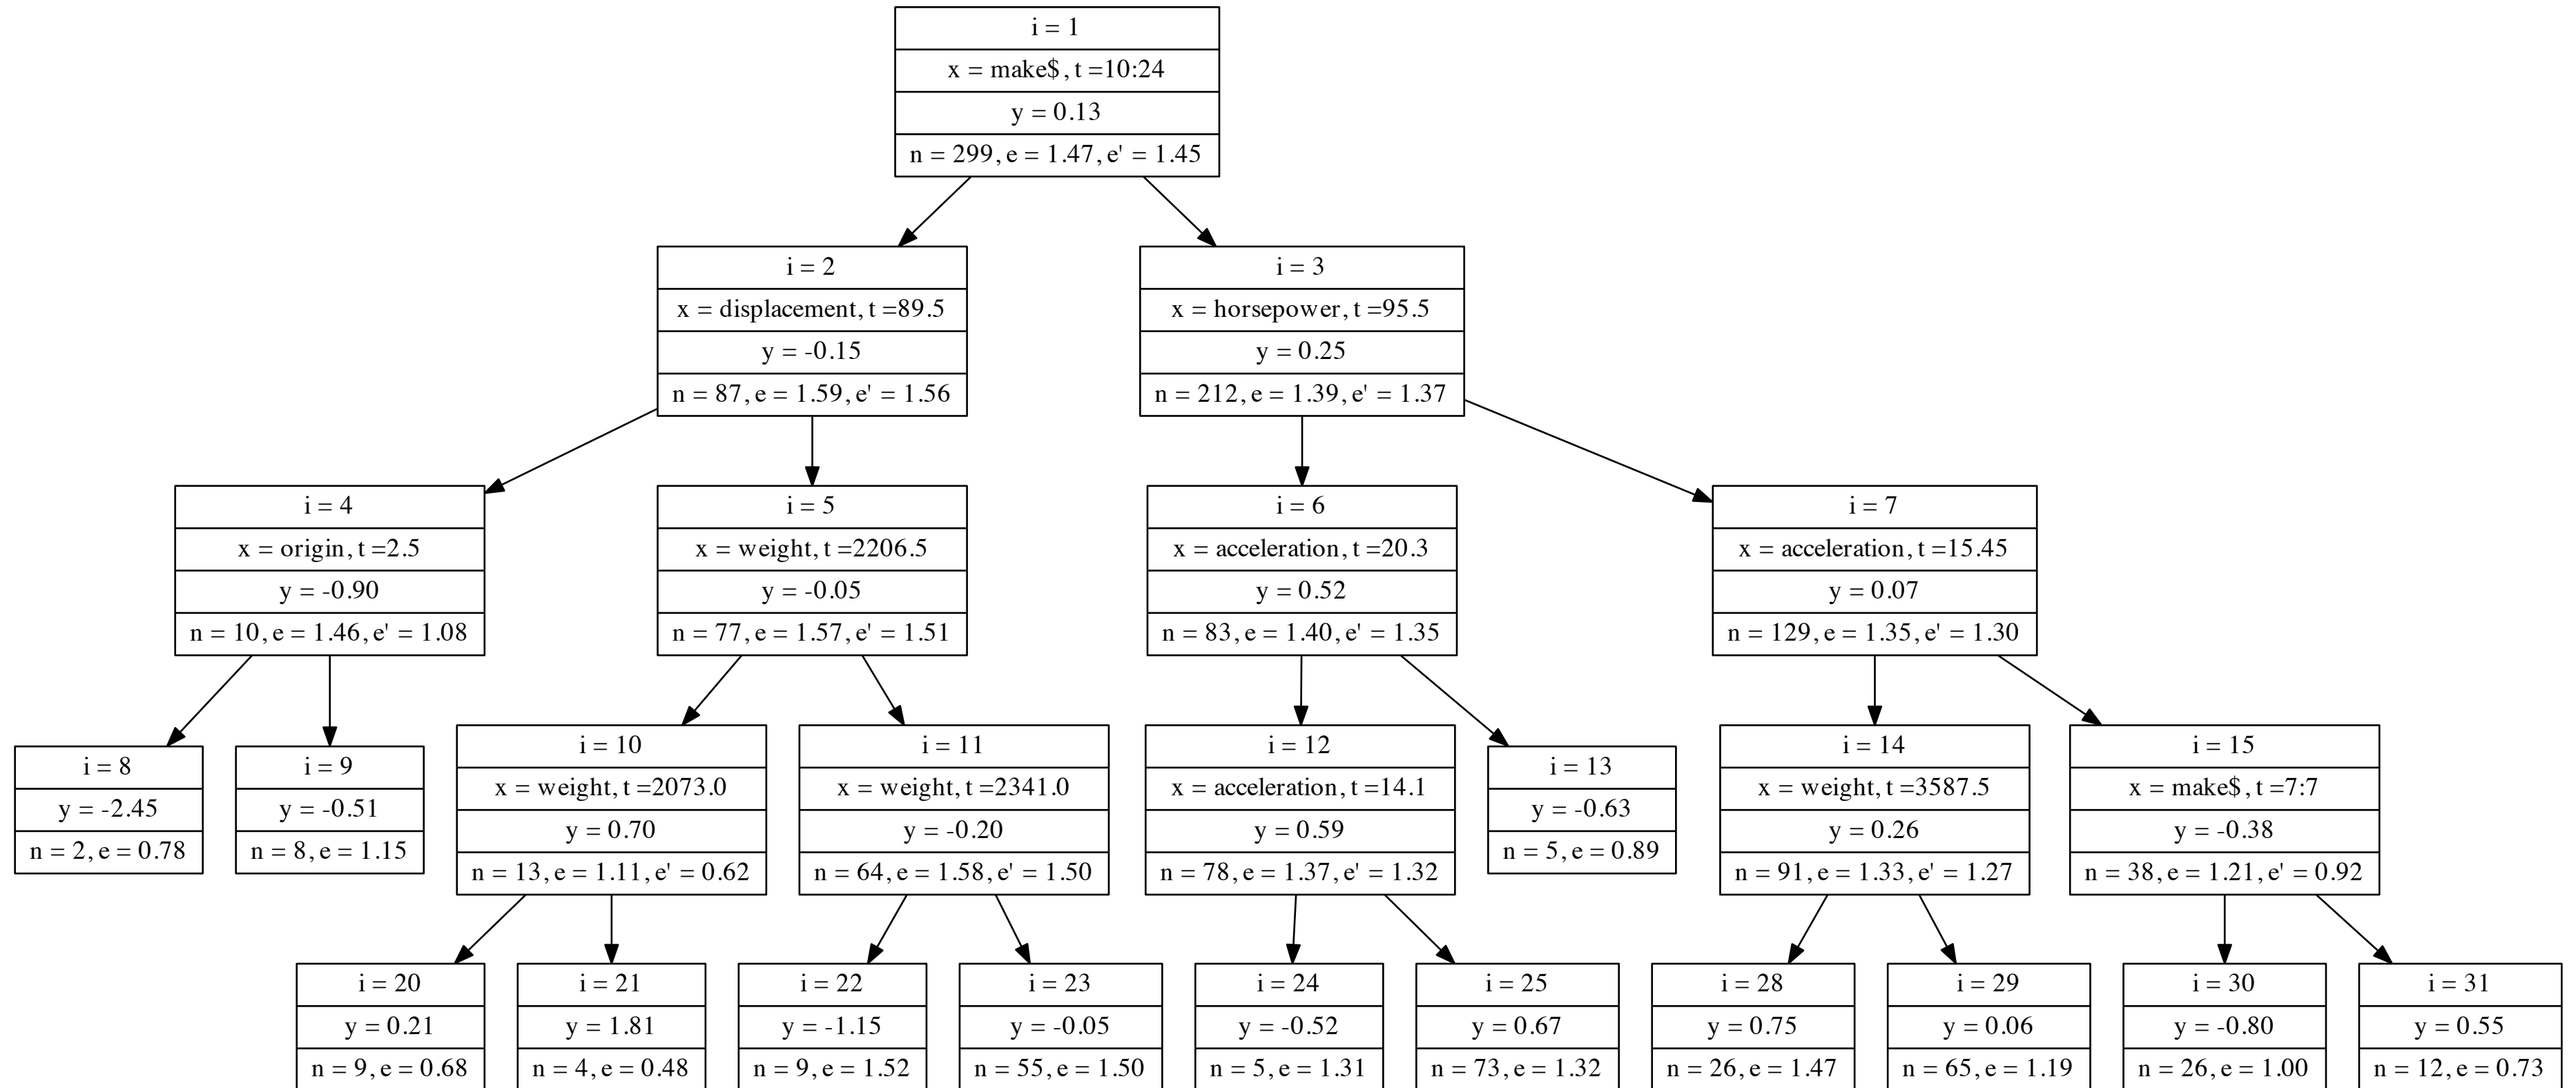 i = 1
x = make$, t =10:24
y = 0.13
n = 299, e = 1.47, e' = 1.45
i = 2
x = displacement, t =89.5
y = -0.15
n = 87, e = 1.59, e' = 1.56
i = 3
x = horsepower, t =95.5
y = 0.25
n = 212, e = 1.39, e' = 1.37
i = 4
x = origin, t =2.5
y = -0.90
n = 10, e = 1.46, e' = 1.08
i = 5
x = weight, t =2206.5
y = -0.05
n = 77, e = 1.57, e' = 1.51
i = 6
x = acceleration, t =20.3
y = 0.52
n = 83, e = 1.40, e' = 1.35
i = 7
x = acceleration, t =15.45
y = 0.07
n = 129, e = 1.35, e' = 1.30
i = 8
y = -2.45
n = 2, e = 0.78
i = 9
y = -0.51
n = 8, e = 1.15
i = 10
x = weight, t =2073.0
y = 0.70
n = 13, e = 1.11, e' = 0.62
i = 11
x = weight, t =2341.0
y = -0.20
n = 64, e = 1.58, e' = 1.50
i = 12
x = acceleration, t =14.1
y = 0.59
n = 78, e = 1.37, e' = 1.32
i = 13
y = -0.63
n = 5, e = 0.89
i = 14
x = weight, t =3587.5
y = 0.26
n = 91, e = 1.33, e' = 1.27
i = 15
x = make$, t =7:7
y = -0.38
n = 38, e = 1.21, e' = 0.92
i = 20
y = 0.21
n = 9, e = 0.68
i = 21
y = 1.81
n = 4, e = 0.48
i = 22
y = -1.15
n = 9, e = 1.52
i = 23
y = -0.05
n = 55, e = 1.50
i = 24
y = -0.52
n = 5, e = 1.31
i = 25
y = 0.67
n = 73, e = 1.32
i = 28
y = 0.75
n = 26, e = 1.47
i = 29
y = 0.06
n = 65, e = 1.19
i = 30
y = -0.80
n = 26, e = 1.00
i = 31
y = 0.55
n = 12, e = 0.73